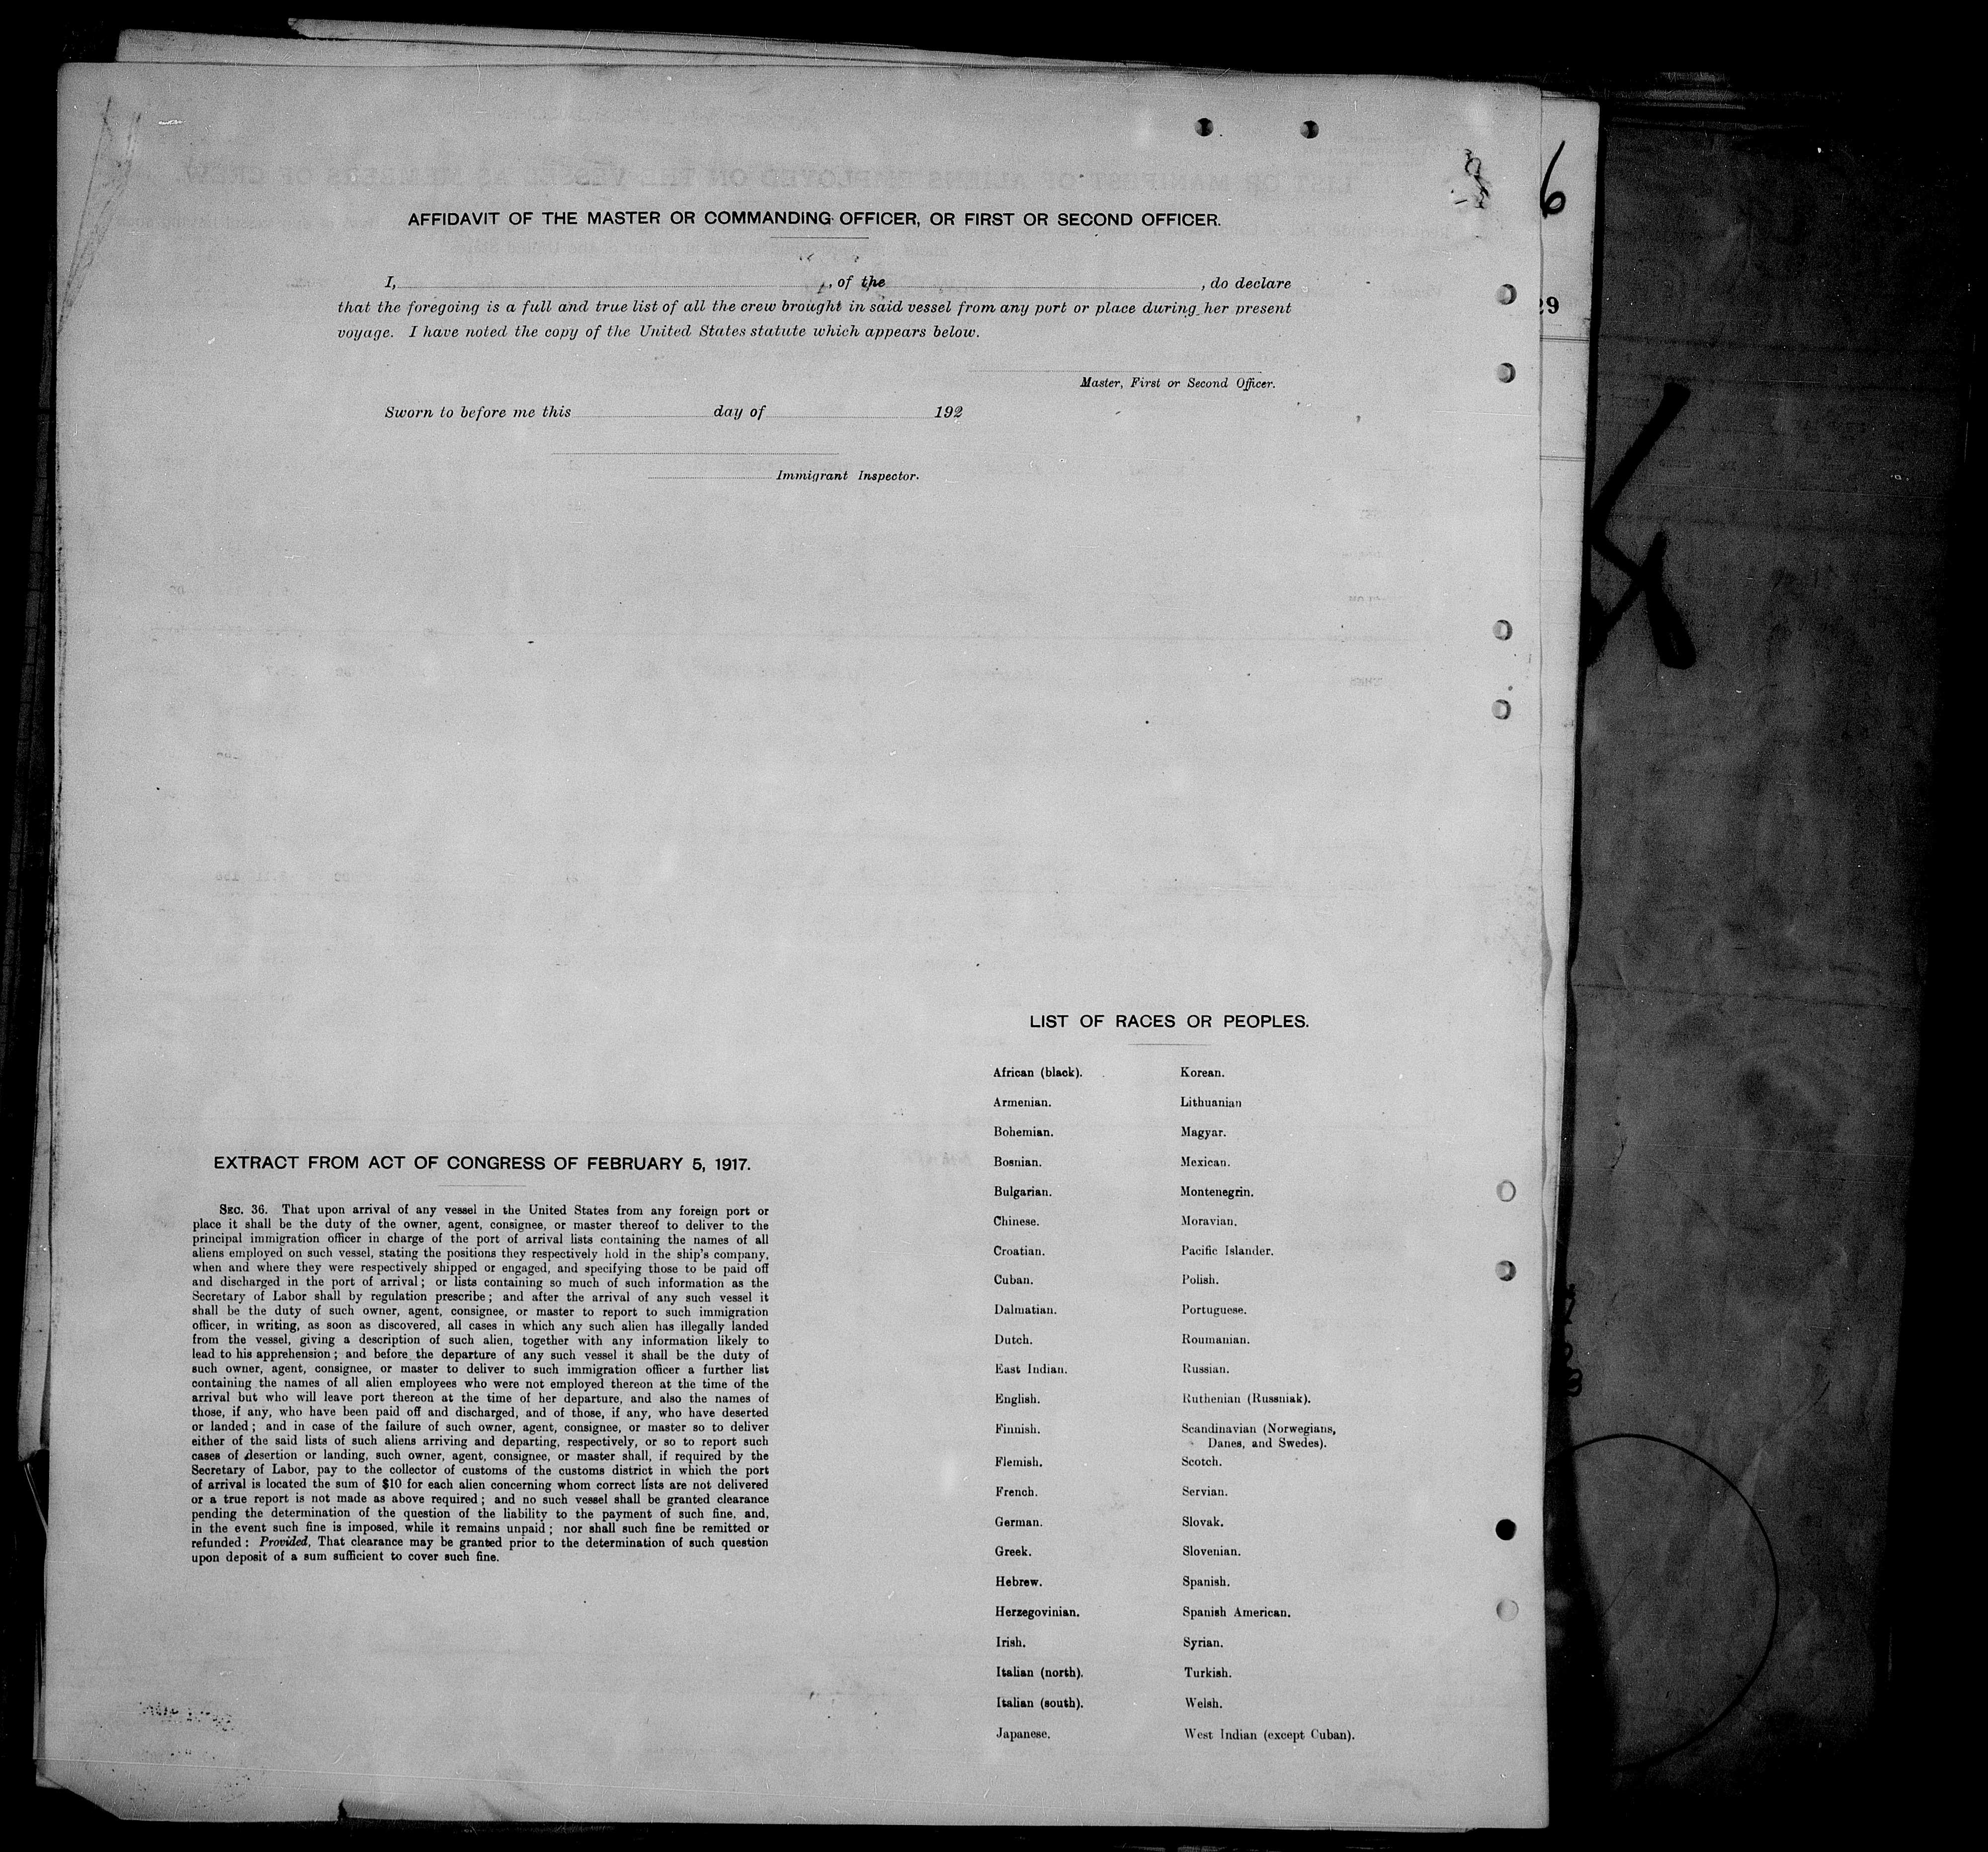 AFFIDAVIT OF THE MASTER OR COMMANDING OFFICER, OR FIRST OR SECOND OFFICER.
I, , of the , do declare
that the foregoing is a full and true list of all the crew brought in said vessel from any port or place during her present
voyage. I have noted the copy of the United States statute which appears below.
Master, First or Second Officer.
Sworn to before me this day of 192
Immigrant Inspector.
6
29
EXTRACT FROM ACT OF CONGRESS OF FEBRUARY 5, 1917.
SEC. 36. That upon arrival of any vessel in the United States from any foreign port or
place it shall be the duty of the owner, agent, consignee, or master thereof to deliver to the
principal immigration officer in charge of the port of arrival lists containing the names of all
aliens employed on such vessel, stating the positions they respectively hold in the ship's company,
when and where they were respectively shipped or engaged, and specifying those to be paid off
and discharged in the port of arrival; or lists containing so much of such information as the
Secretary of Labor shall by regulation prescribe; and after the arrival of any such vessel it
shall be the duty of such owner, agent, consignee, or master to report to such immigration
officer, in writing, as soon as discovered, all cases in which any such alien has illegally landed
from the vessel, giving a description of such alien, together with any information likely to
lead to his apprehension; and before the departure of any such vessel it shall be the duty of
such owner, agent, consignee, or master to deliver to such immigration officer a further list
containing the names of all alien employees who were not employed thereon at the time of the
arrival but who will leave port thereon at the time of her departure, and also the names of
those, if any, who have been paid off and discharged, and of those, if any, who have deserted
or landed; and in case of the failure of such owner, agent, consignee, or master so to deliver
either of the said lists of such aliens arriving and departing, respectively, or so to report such
cases of desertion or landing, such owner, agent, consignee, or master shall, if required by the
Secretary of Labor, pay to the collector of customs of the customs district in which the port
of arrival is located the sum of $10 for each alien concerning whom correct lists are not delivered
or a true report is not made as above required; and no such vessel shall be granted clearance
pending the determination of the question of the liability to the payment of such fine, and,
in the event such fine is imposed, while it remains unpaid; nor shall such fine be remitted or
refunded: Provided, That clearance may be granted prior to the determination of such question
upon deposit of a sum sufficient to cover such fine.
LIST OF RACES OR PEOPLES.
African (black).
Armenian.
Bohemian.
Bosnian.
Bulgarian.
Chinese.
Croatian.
Cuban.
Dalmatian.
Dutch.
East Indian.
English.
Finnish.
Flemish.
French.
German.
Greek.
Hebrew.
Herzegovinian.
Irish.
Italian (north).
Italian (south).
Japanese.
Korean.
Lithuanian
Magyar.
Mexican.
Montenegrin.
Moravian.
Pacific Islander.
Polish.
Portuguese.
Roumanian.
Russian.
Ruthenian (Russniak).
Scandinavian (Norwegians,
Danes, and Swedes).
Scotch.
Servian.
Slovak.
Slovenian.
Spanish.
Spanish American.
Syrian.
Turkish.
Welsh.
West Indian (except Cuban).